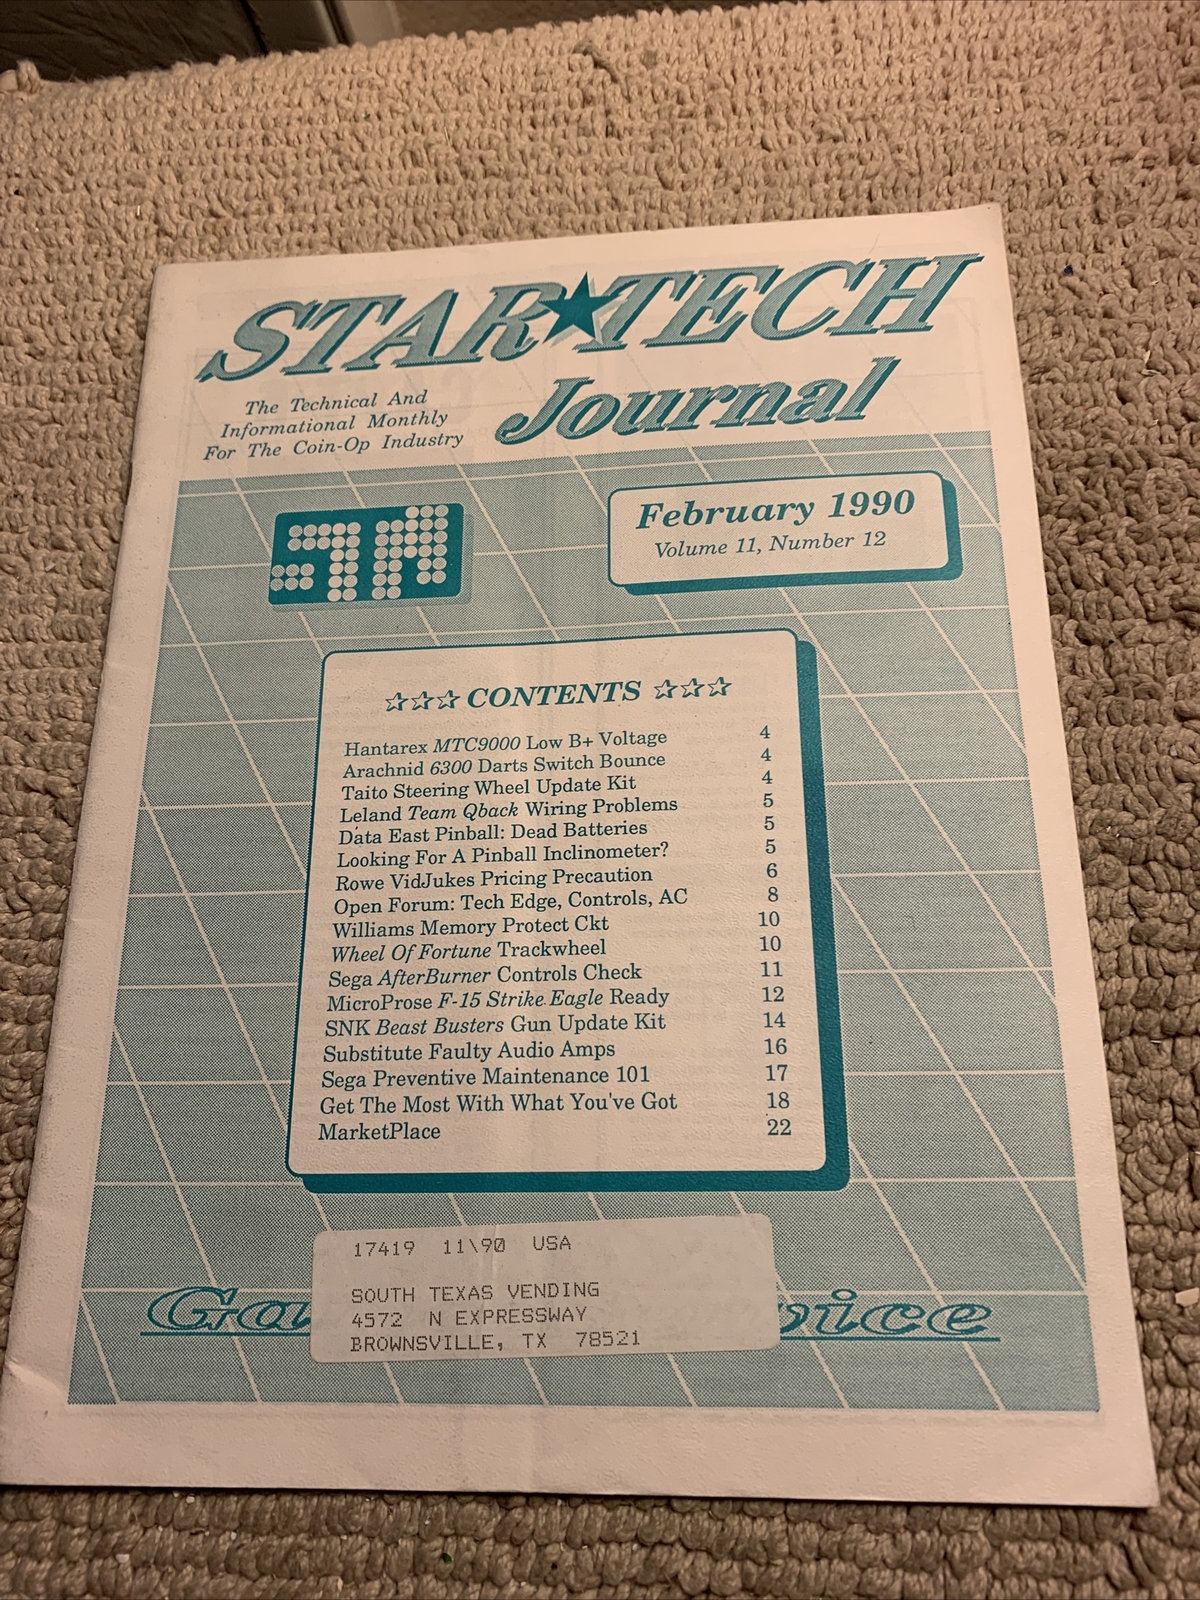 STAR★TECH
Journal
The Technical And
Informational Monthly
For The Coin-Op Industry
February 1990
Volume 11, Number 12
☆☆☆ CONTENTS ☆☆☆
Hantarex MTC9000 Low B+ Voltage 4
Arachnid 6300 Darts Switch Bounce 4
Taito Steering Wheel Update Kit 4
Leland Team Qback Wiring Problems 5
Data East Pinball: Dead Batteries 5
Looking For A Pinball Inclinometer? 5
Rowe VidJukes Pricing Precaution 6
Open Forum: Tech Edge, Controls, AC 8
Williams Memory Protect Ckt 10
Wheel Of Fortune Trackwheel 10
Sega AfterBurner Controls Check 11
MicroProse F-15 Strike Eagle Ready 12
SNK Beast Busters Gun Update Kit 14
Substitute Faulty Audio Amps 16
Sega Preventive Maintenance 101 17
Get The Most With What You've Got 18
MarketPlace 22
17419 11\90 USA
SOUTH TEXAS VENDING
4572 N EXPRESSWAY
BROWNSVILLE, TX 78521